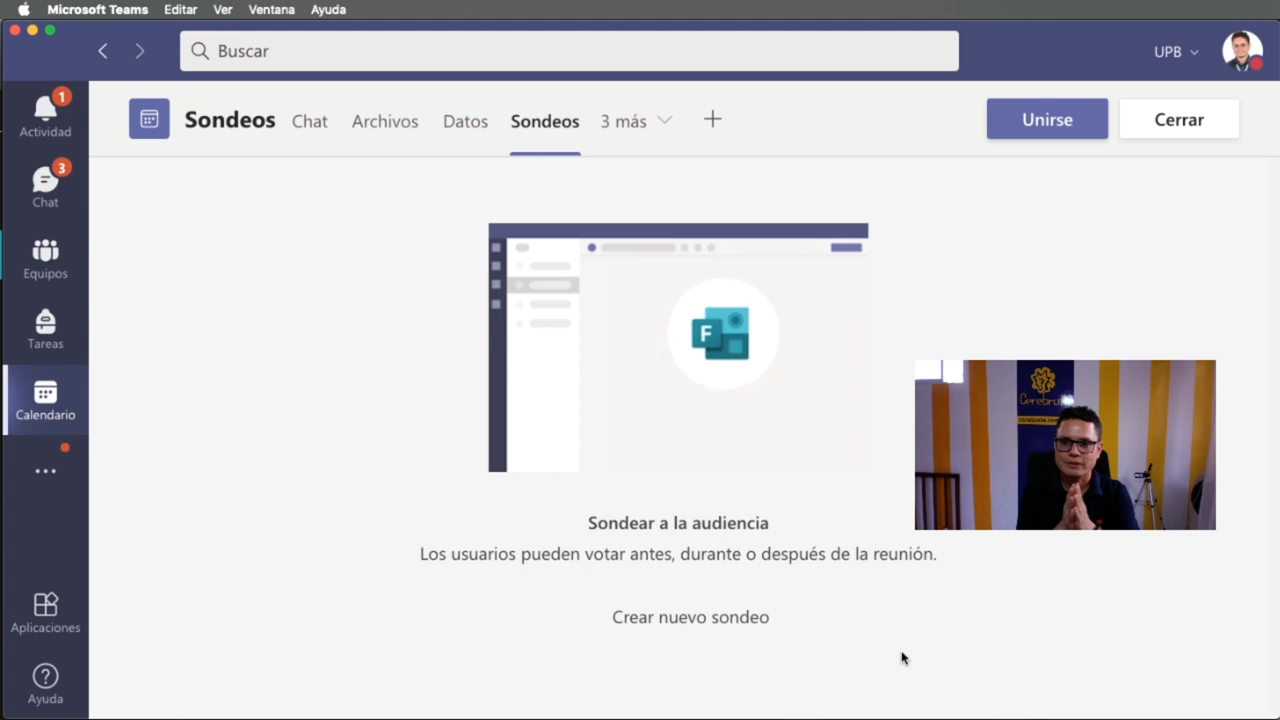 Microsoft Teams Editar Ver Ventana Ayuda
Buscar
UPB
1
Actividad
3
Chat
Equipos
Tareas
Calendario
Aplicaciones
Ayuda
Sondeos Chat Archivos Datos Sondeos 3 más
Unirse Cerrar
F
Sondear a la audiencia
Los usuarios pueden votar antes, durante o después de la reunión.
Crear nuevo sondeo